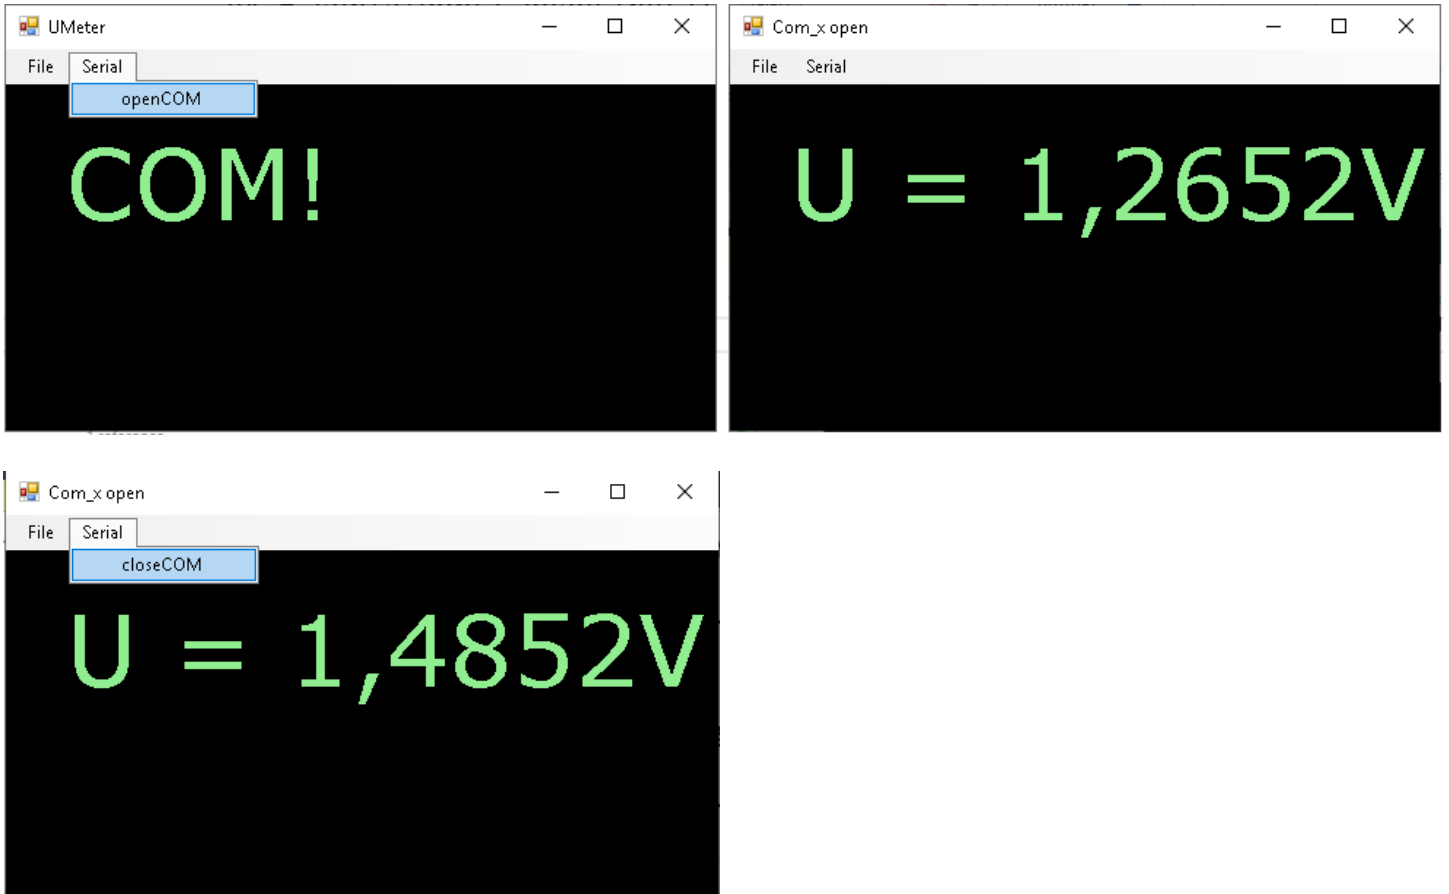 UMeter
File Serial
openCOM
COM!
Com_x open
File Serial
U = 1,2652V
Com_x open
File Serial
closeCOM
U = 1,4852V